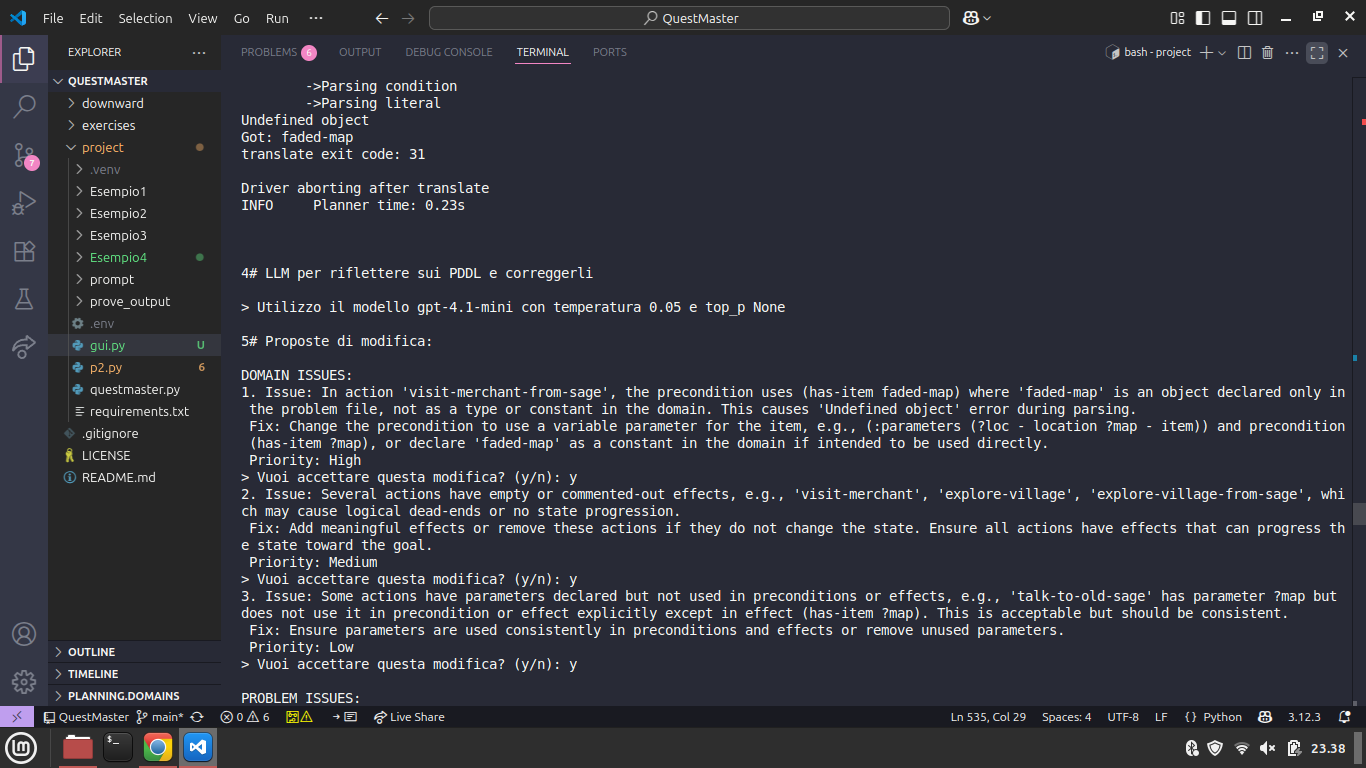 File Edit Selection View Go Run ··· QuestMaster
EXPLORER ···
QUESTMASTER
downward
exercises
project
.venv
Esempio1
Esempio2
Esempio3
Esempio4
prompt
prove_output
.env
gui.py U
p2.py 6
questmaster.py
requirements.txt
.gitignore
LICENSE
README.md
OUTLINE
TIMELINE
PLANNING.DOMAINS
7
PROBLEMS 6 OUTPUT DEBUG CONSOLE TERMINAL PORTS bash - project ···
->Parsing condition
->Parsing literal
Undefined object
Got: faded-map
translate exit code: 31
Driver aborting after translate
INFO Planner time: 0.23s
4# LLM per riflettere sui PDDL e correggerli
> Utilizzo il modello gpt-4.1-mini con temperatura 0.05 e top_p None
5# Proposte di modifica:
DOMAIN ISSUES:
1. Issue: In action 'visit-merchant-from-sage', the precondition uses (has-item faded-map) where 'faded-map' is an object declared only in
the problem file, not as a type or constant in the domain. This causes 'Undefined object' error during parsing.
Fix: Change the precondition to use a variable parameter for the item, e.g., (:parameters (?loc - location ?map - item)) and precondition
(has-item ?map), or declare 'faded-map' as a constant in the domain if intended to be used directly.
Priority: High
> Vuoi accettare questa modifica? (y/n): y
2. Issue: Several actions have empty or commented-out effects, e.g., 'visit-merchant', 'explore-village', 'explore-village-from-sage', whi
ch may cause logical dead-ends or no state progression.
Fix: Add meaningful effects or remove these actions if they do not change the state. Ensure all actions have effects that can progress th
e state toward the goal.
Priority: Medium
> Vuoi accettare questa modifica? (y/n): y
3. Issue: Some actions have parameters declared but not used in preconditions or effects, e.g., 'talk-to-old-sage' has parameter ?map but
does not use it in precondition or effect explicitly except in effect (has-item ?map). This is acceptable but should be consistent.
Fix: Ensure parameters are used consistently in preconditions and effects or remove unused parameters.
Priority: Low
> Vuoi accettare questa modifica? (y/n): y
PROBLEM ISSUES:
QuestMaster main* 0 6 Live Share Ln 535, Col 29 Spaces: 4 UTF-8 LF {} Python 3.12.3
23.38